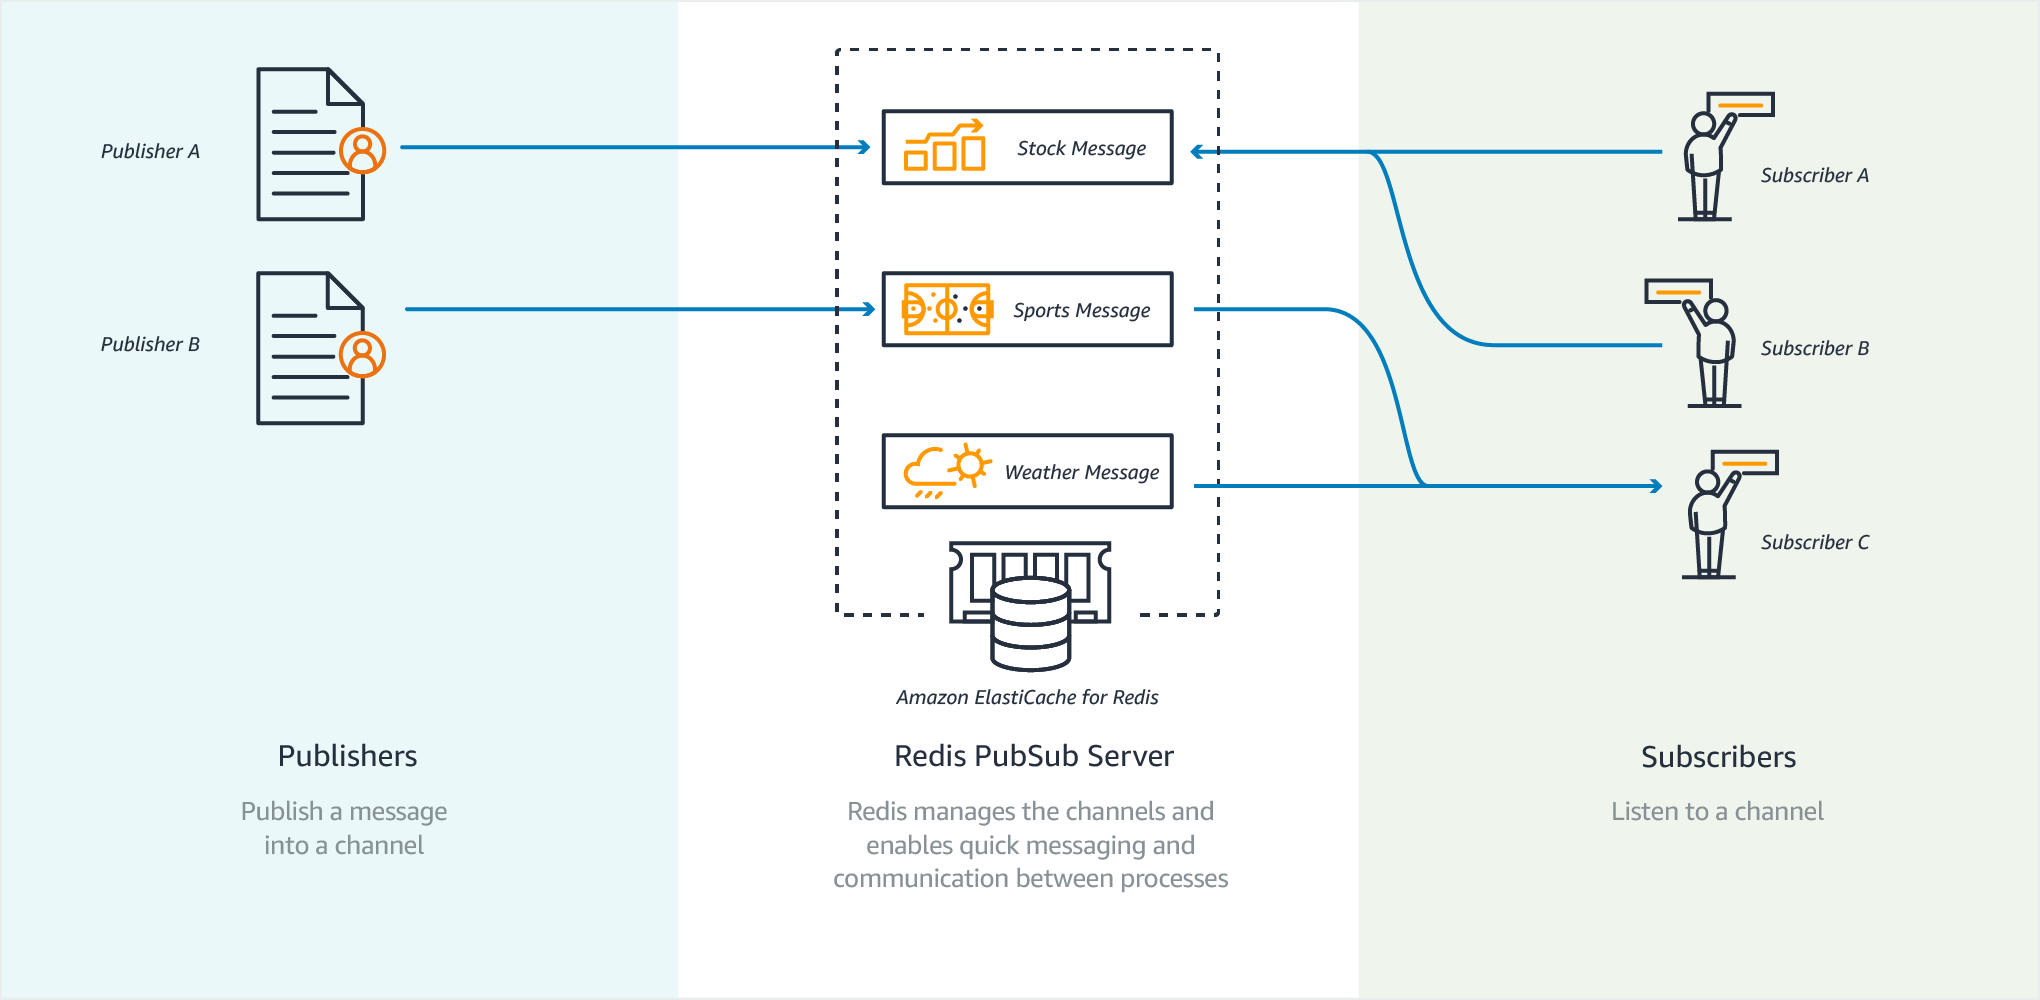 Publisher A
Stock Message
Subscriber A
Publisher B
Sports Message
Subscriber B
Weather Message
Subscriber C
Amazon ElastiCache for Redis
Publishers
Publish a message
into a channel
Redis PubSub Server
Redis manages the channels and
enables quick messaging and
communication between processes
Subscribers
Listen to a channel